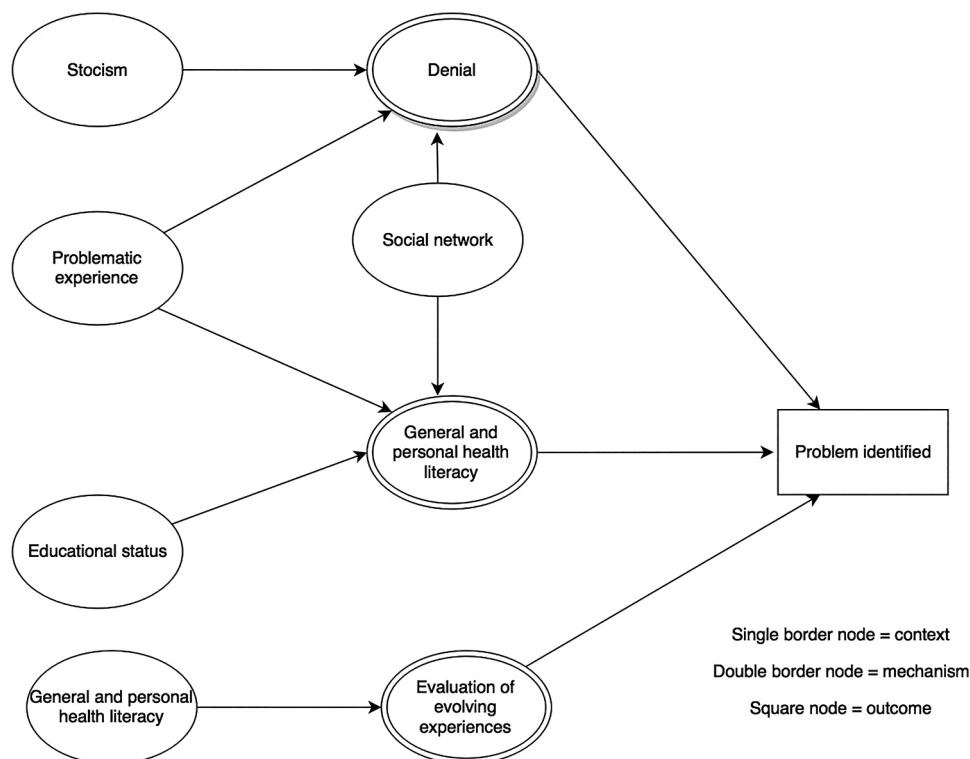 Stocism
Denial
Social network
Problematic
experience
General and
personal health
literacy
Problem identified
Educational status
Single border node = context
Double border node = mechanism
Square node = outcome
General and personal
health literacy
Evaluation of
evolving
experiences